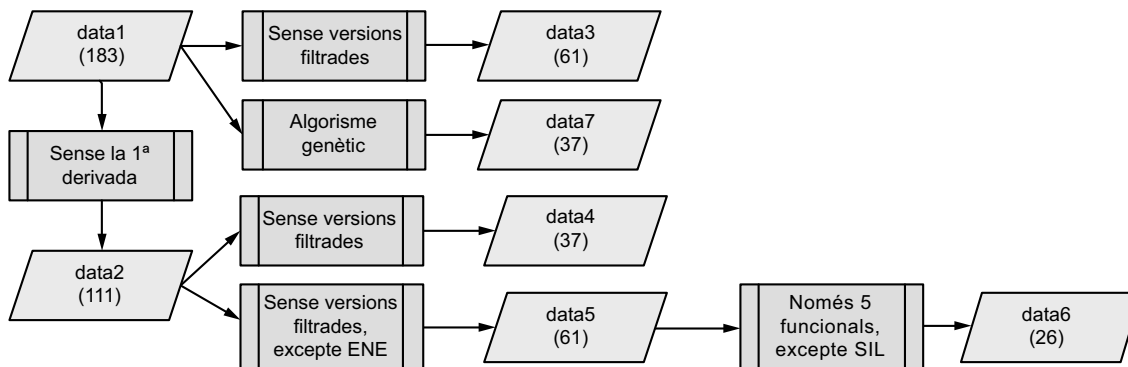 data1
(183)
Sense versions
filtrades
data3
(61)
Algorisme
genètic
data7
(37)
Sense la 1ª
derivada
Sense versions
filtrades
data4
(37)
data2
(111)
Sense versions
filtrades,
excepte ENE
data5
(61)
Només 5
funcionals,
excepte SIL
data6
(26)